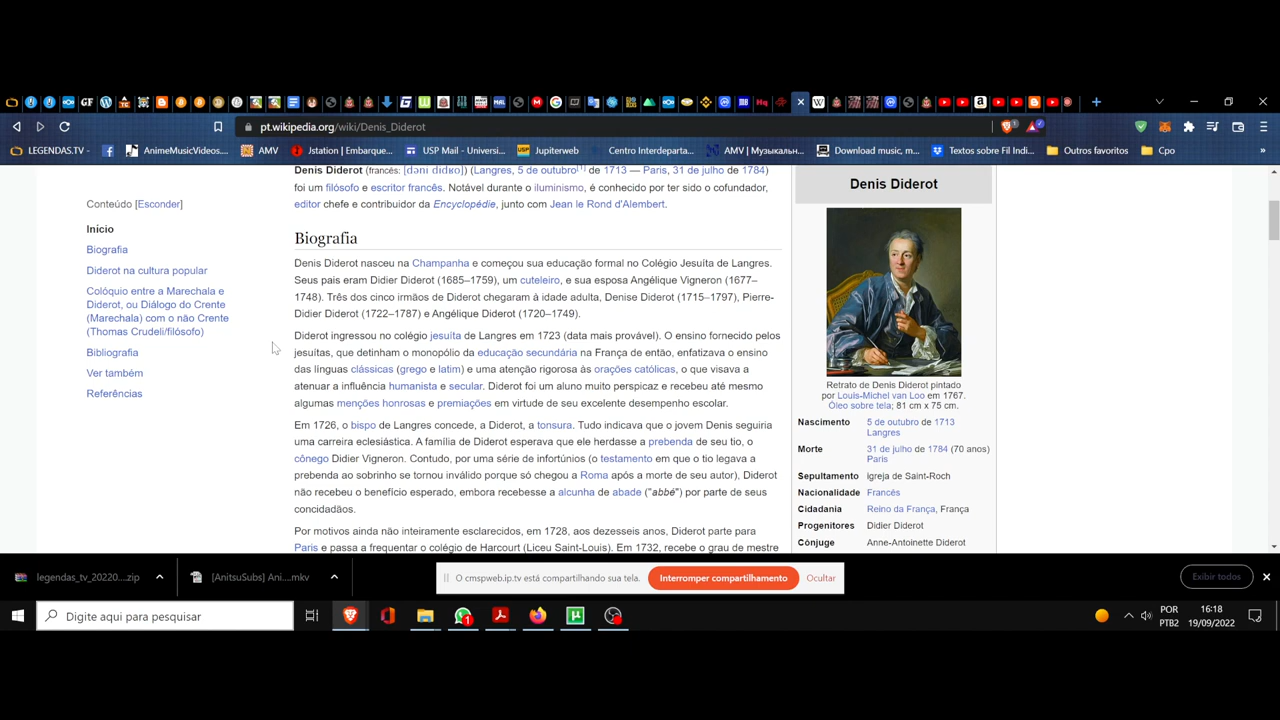 pt.wikipedia.org/wiki/Denis_Diderot
1
LEGENDAS.TV
Facebook
AnimeMusicVideos...
AMV
Jstation | Embarque...
USP Mail - Universi...
Jupiterweb
Centro Interdeparta...
AMV | Музыкальн...
Download music, m...
Textos sobre Fil Indi...
Outros favoritos
Cpo
Conteúdo [Esconder]
Início
Biografia
Diderot na cultura popular
Colóquio entre a Marechala e
Diderot, ou Diálogo do Crente
(Marechala) com o não Crente
(Thomas Crudeli/filósofo)
Bibliografia
Ver também
Referências
Denis Diderot (francês: [dəni didʁo]) (Langres, 5 de outubro[1] de 1713 — Paris, 31 de julho de 1784)
foi um filósofo e escritor francês. Notável durante o iluminismo, é conhecido por ter sido o cofundador,
editor chefe e contribuidor da Encyclopédie, junto com Jean le Rond d'Alembert.
Biografia
Denis Diderot nasceu na Champanha e começou sua educação formal no Colégio Jesuíta de Langres.
Seus pais eram Didier Diderot (1685–1759), um cuteleiro, e sua esposa Angélique Vigneron (1677–
1748). Três dos cinco irmãos de Diderot chegaram à idade adulta, Denise Diderot (1715–1797), Pierre-
Didier Diderot (1722–1787) e Angélique Diderot (1720–1749).
Diderot ingressou no colégio jesuíta de Langres em 1723 (data mais provável). O ensino fornecido pelos
jesuítas, que detinham o monopólio da educação secundária na França de então, enfatizava o ensino
das línguas clássicas (grego e latim) e uma atenção rigorosa às orações católicas, o que visava a
atenuar a influência humanista e secular. Diderot foi um aluno muito perspicaz e recebeu até mesmo
algumas menções honrosas e premiações em virtude de seu excelente desempenho escolar.
Em 1726, o bispo de Langres concede, a Diderot, a tonsura. Tudo indicava que o jovem Denis seguiria
uma carreira eclesiástica. A família de Diderot esperava que ele herdasse a prebenda de seu tio, o
cônego Didier Vigneron. Contudo, por uma série de infortúnios (o testamento em que o tio legava a
prebenda ao sobrinho se tornou inválido porque só chegou a Roma após a morte de seu autor), Diderot
não recebeu o benefício esperado, embora recebesse a alcunha de abade ("abbé") por parte de seus
concidadãos.
Por motivos ainda não inteiramente esclarecidos, em 1728, aos dezesseis anos, Diderot parte para
Paris e passa a frequentar o colégio de Harcourt (Liceu Saint-Louis). Em 1732, recebe o grau de mestre
Denis Diderot
Retrato de Denis Diderot pintado
por Louis-Michel van Loo em 1767.
Óleo sobre tela; 81 cm x 75 cm.
Nascimento 5 de outubro de 1713
Langres
Morte 31 de julho de 1784 (70 anos)
Paris
Sepultamento igreja de Saint-Roch
Nacionalidade Francês
Cidadania Reino da França, França
Progenitores Didier Diderot
Cônjuge Anne-Antoinette Diderot
legendas_tv_20220....zip
[AnitsuSubs] Ani....mkv
O cmspweb.ip.tv está compartilhando sua tela.
Interromper compartilhamento
Ocultar
Exibir todos
Digite aqui para pesquisar
POR
PTB2
16:18
19/09/2022